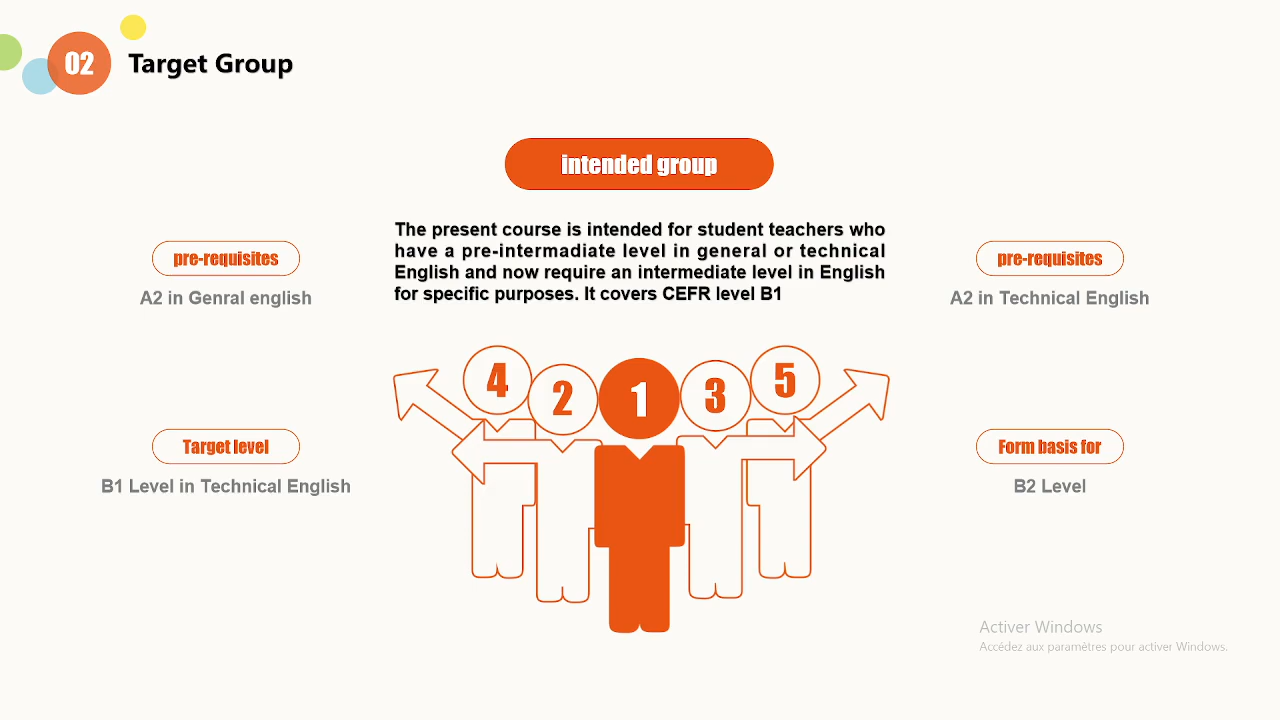 02
Target Group
intended group
The present course is intended for student teachers who
have a pre-intermadiate level in general or technical
English and now require an intermediate level in English
for specific purposes. It covers CEFR level B1
pre-requisites
A2 in Genral english
pre-requisites
A2 in Technical English
4
2
1
3
5
Target level
B1 Level in Technical English
Form basis for
B2 Level
Activer Windows
Accédez aux paramètres pour activer Windows.